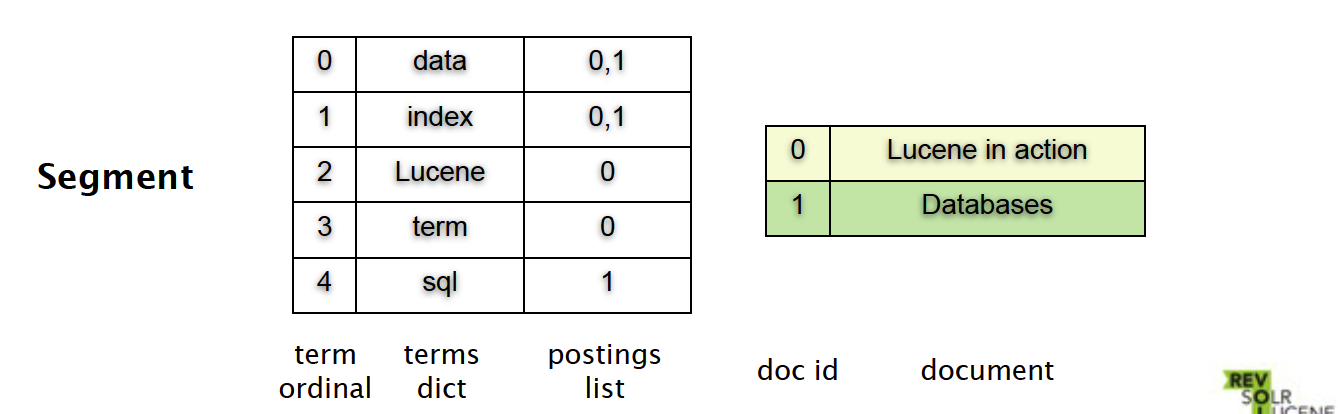 Segment
0 data 0,1
1 index 0,1
2 Lucene 0
3 term 0
4 sql 1
term ordinal terms dict postings list
0 Lucene in action
1 Databases
doc id document
REV
SOLR
LUCENE